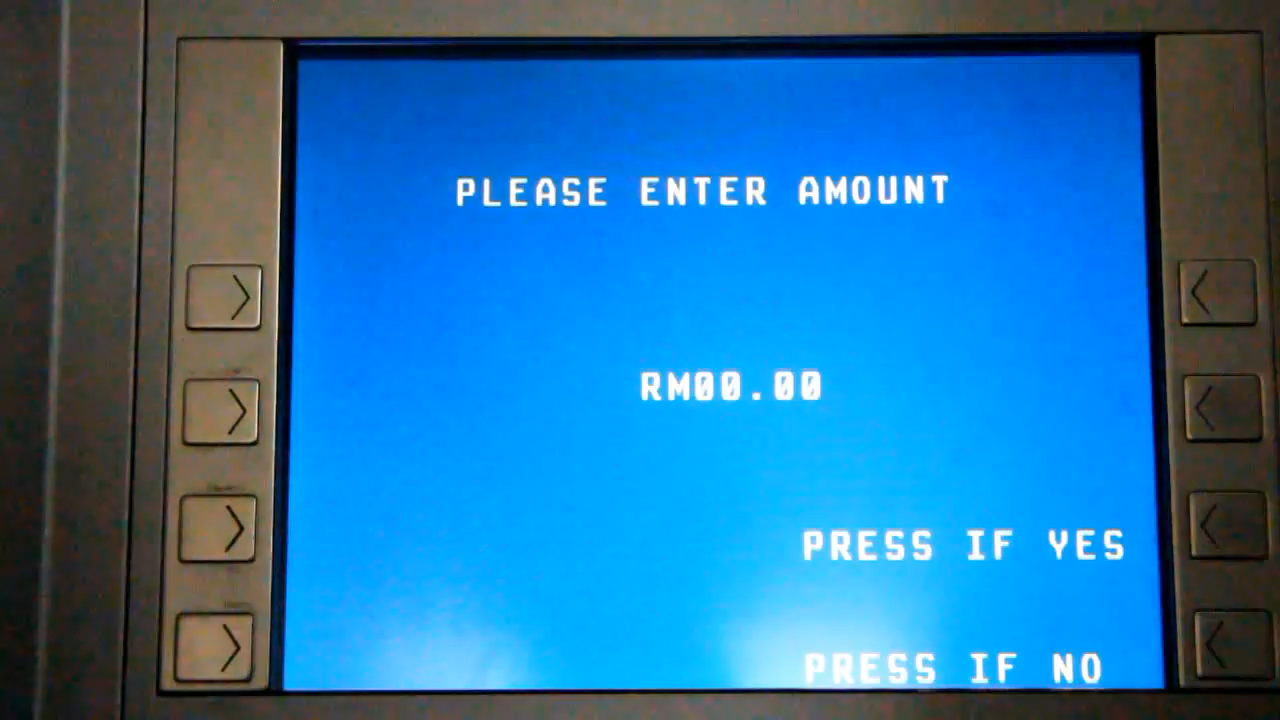 PLEASE ENTER AMOUNT
RM00.00
PRESS IF YES
PRESS IF NO